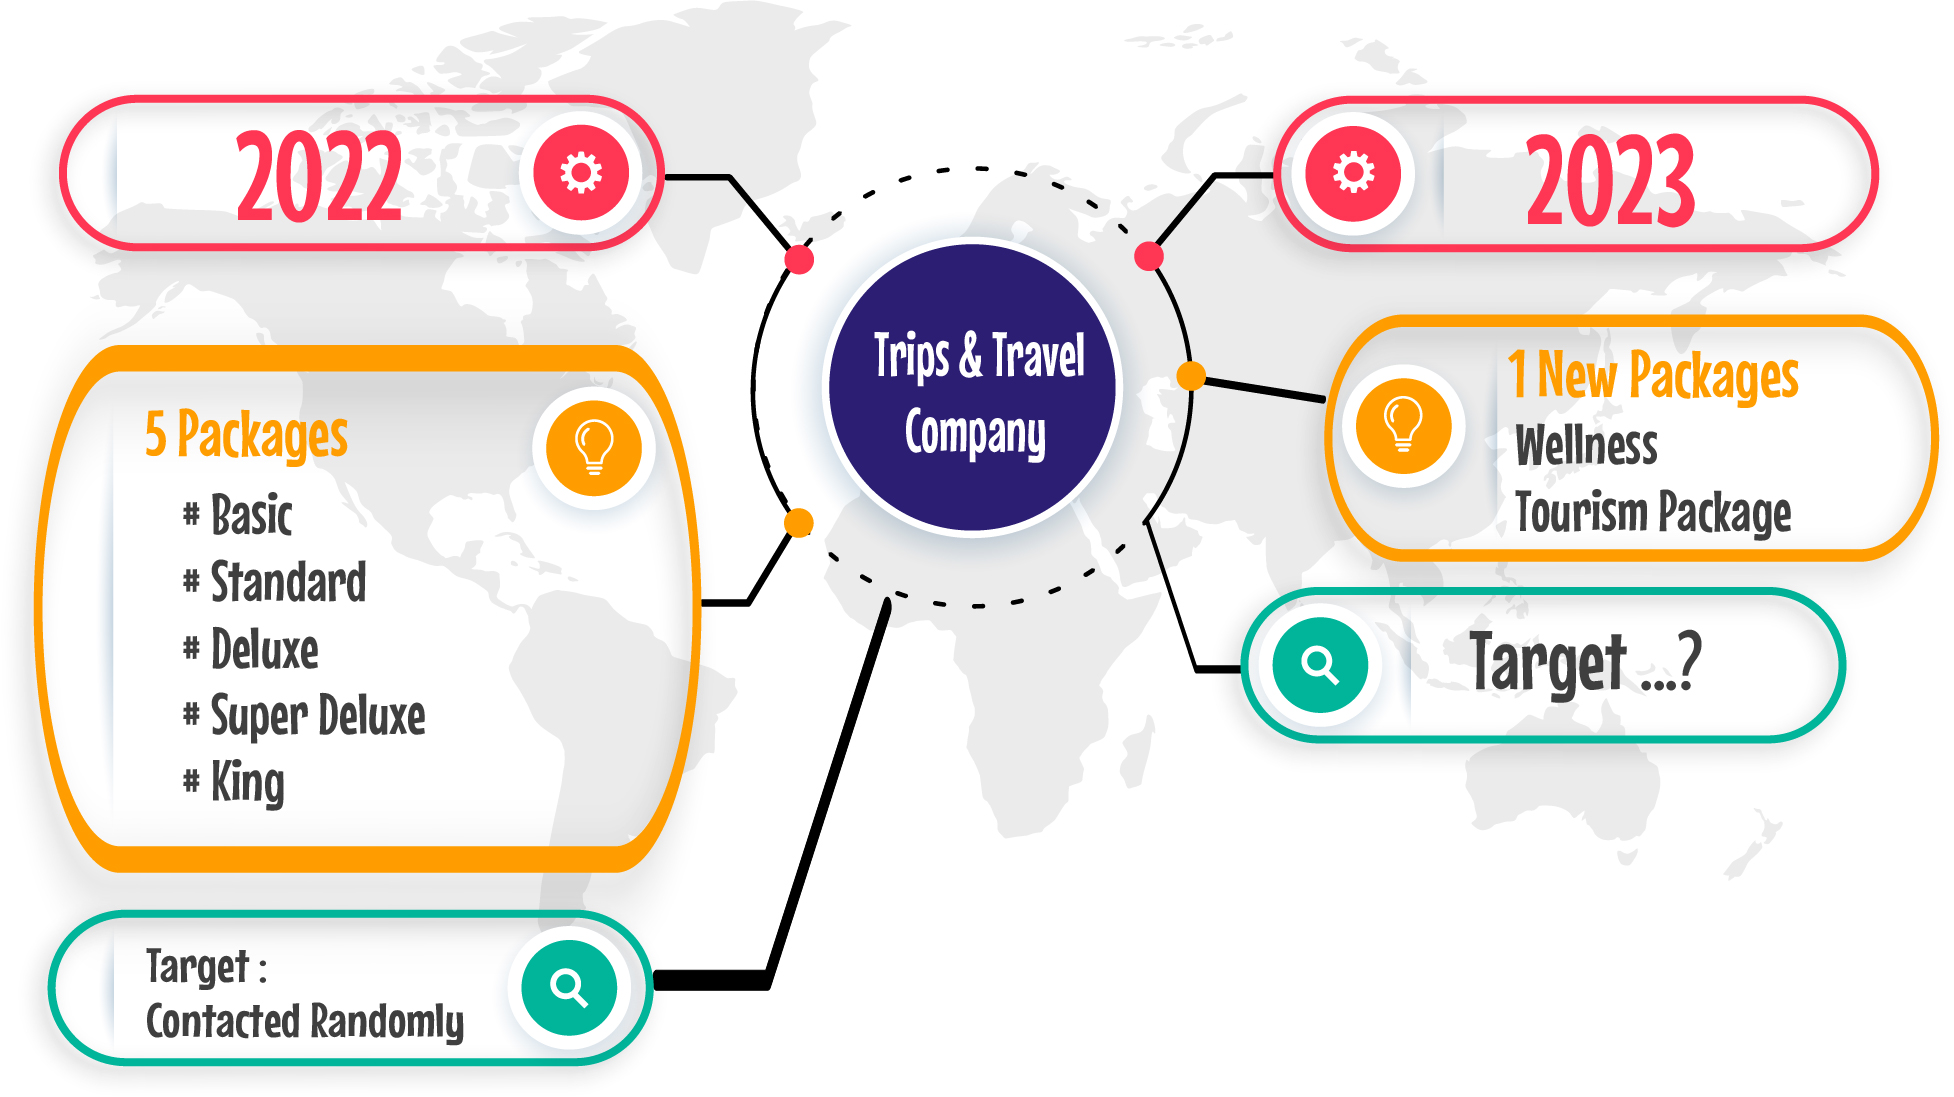 2022
5 Packages
# Basic
# Standard
# Deluxe
# Super Deluxe
# King
Target :
Contacted Randomly
Trips & Travel
Company
2023
1 New Packages
Wellness
Tourism Package
Target ...?